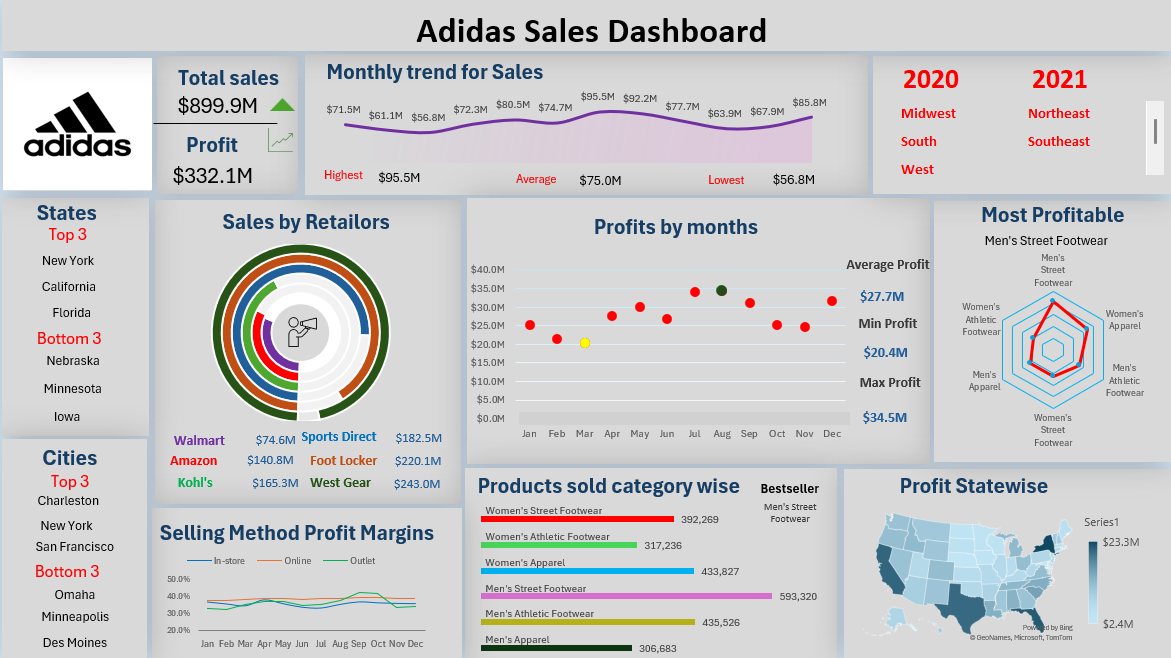 Adidas Sales Dashboard
adidas
Total sales
$899.9M
Profit
$332.1M
Monthly trend for Sales
$71.5M $61.1M $56.8M $72.3M $80.5M $74.7M $95.5M $92.2M $77.7M $63.9M $67.9M $85.8M
Highest $95.5M Average $75.0M Lowest $56.8M
2020 2021
Midwest Northeast
South Southeast
West
States
Top 3
New York
California
Florida
Bottom 3
Nebraska
Minnesota
Iowa
Cities
Top 3
Charleston
New York
San Francisco
Bottom 3
Omaha
Minneapolis
Des Moines
Sales by Retailors
Walmart $74.6M Sports Direct $182.5M
Amazon $140.8M Foot Locker $220.1M
Kohl's $165.3M West Gear $243.0M
Selling Method Profit Margins
In-store Online Outlet
50.0%
40.0%
30.0%
20.0%
Jan Feb Mar Apr May Jun Jul Aug Sep Oct Nov Dec
Profits by months
$40.0M
$35.0M
$30.0M
$25.0M
$20.0M
$15.0M
$10.0M
$5.0M
$0.0M
Jan Feb Mar Apr May Jun Jul Aug Sep Oct Nov Dec
Average Profit
$27.7M
Min Profit
$20.4M
Max Profit
$34.5M
Most Profitable
Men's Street Footwear
Men's
Street
Footwear
Women's
Apparel
Men's
Athletic
Footwear
Women's
Street
Footwear
Men's
Apparel
Women's
Athletic
Footwear
Products sold category wise
Bestseller
Men's Street
Footwear
Women's Street Footwear
392,269
Women's Athletic Footwear
317,236
Women's Apparel
433,827
Men's Street Footwear
593,320
Men's Athletic Footwear
435,526
Men's Apparel
306,683
Profit Statewise
Series1
$23.3M
$2.4M
Powered by Bing
© GeoNames, Microsoft, TomTom